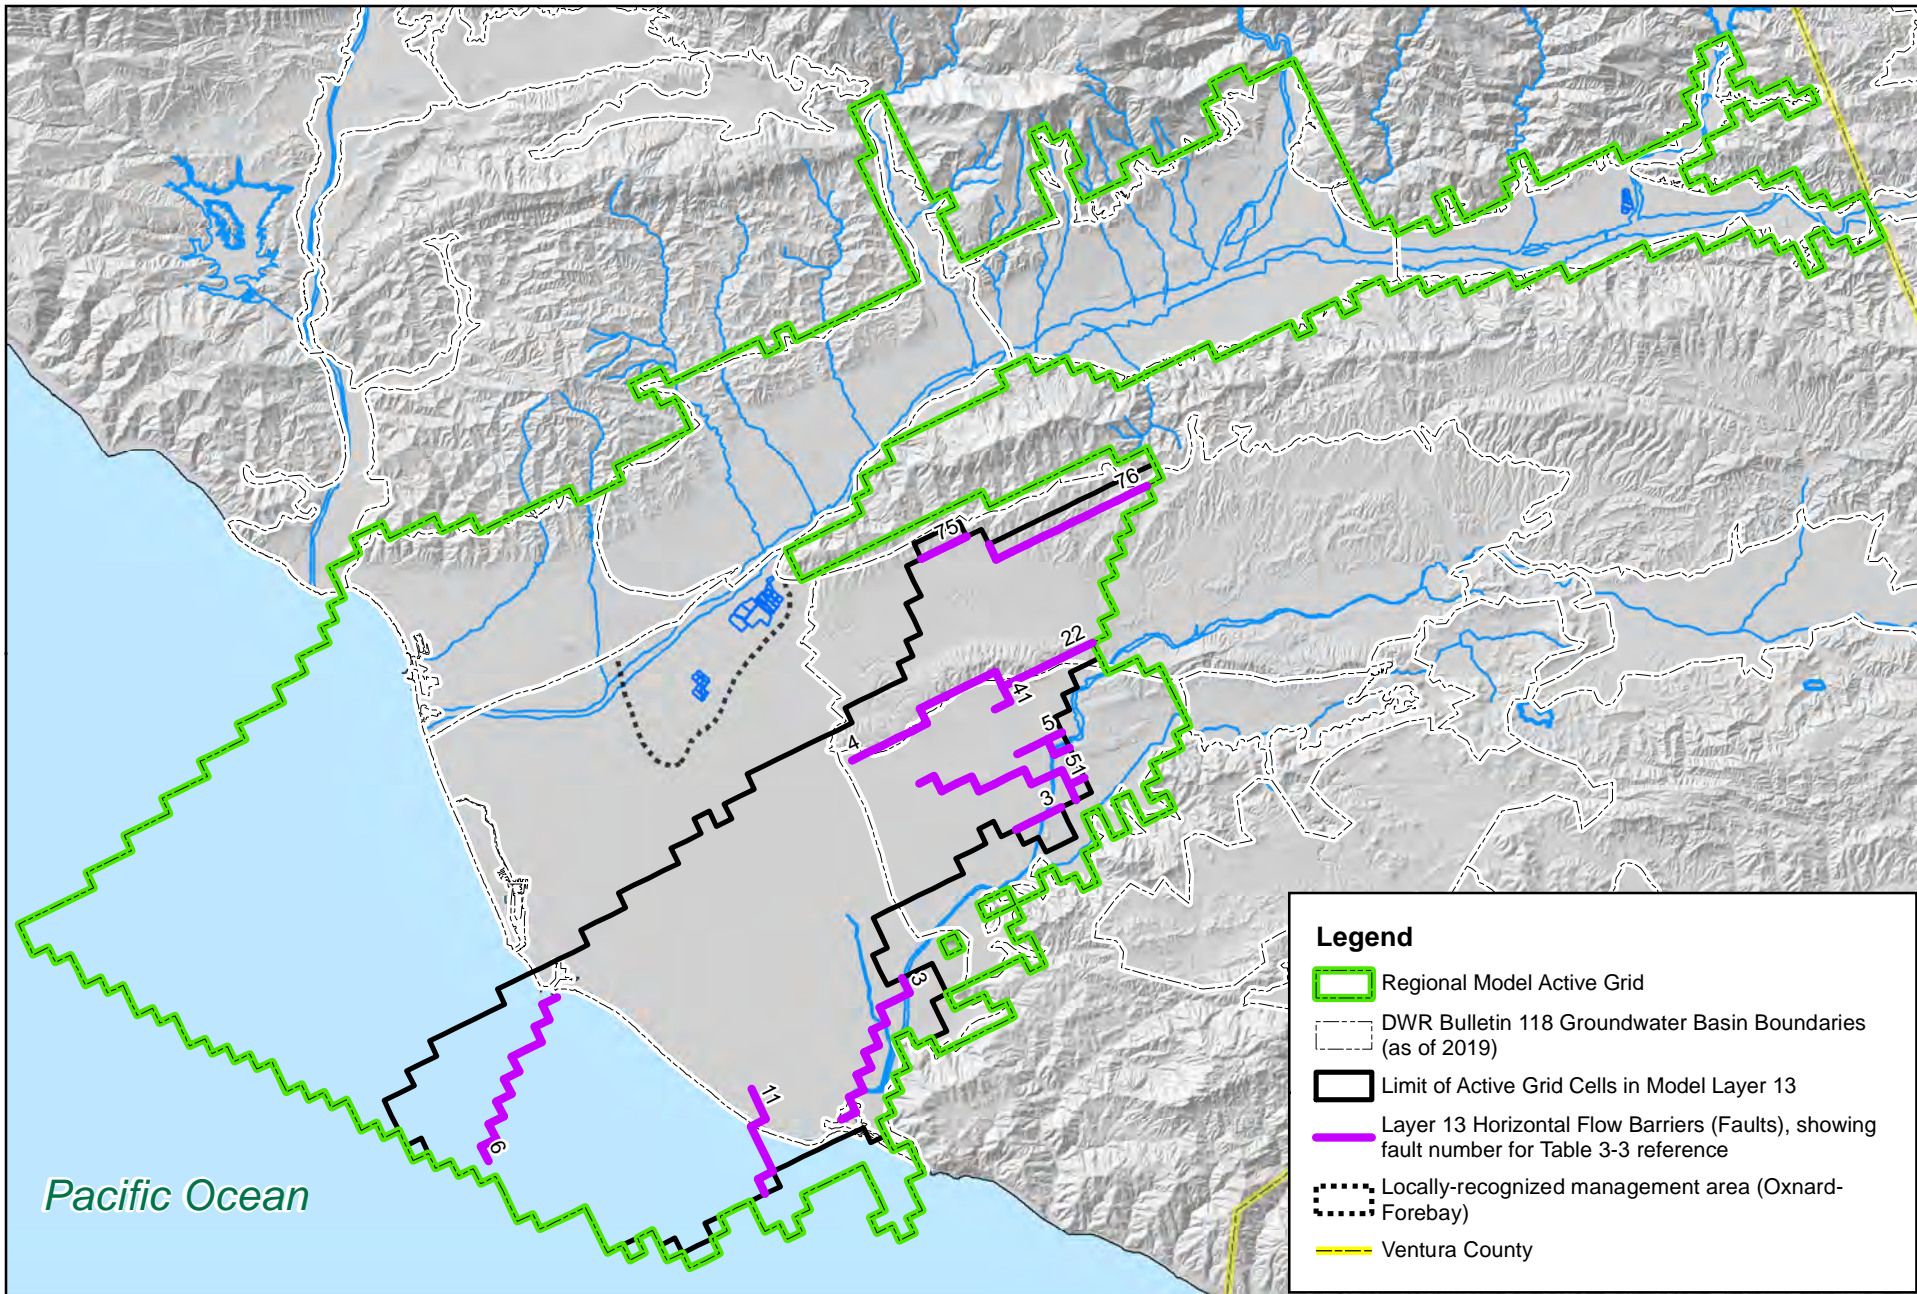 76
75
22
41
4
5
51
3
3
11
6
Pacific Ocean
Legend
Regional Model Active Grid
DWR Bulletin 118 Groundwater Basin Boundaries
(as of 2019)
Limit of Active Grid Cells in Model Layer 13
Layer 13 Horizontal Flow Barriers (Faults), showing
fault number for Table 3-3 reference
Locally-recognized management area (Oxnard-
Forebay)
Ventura County